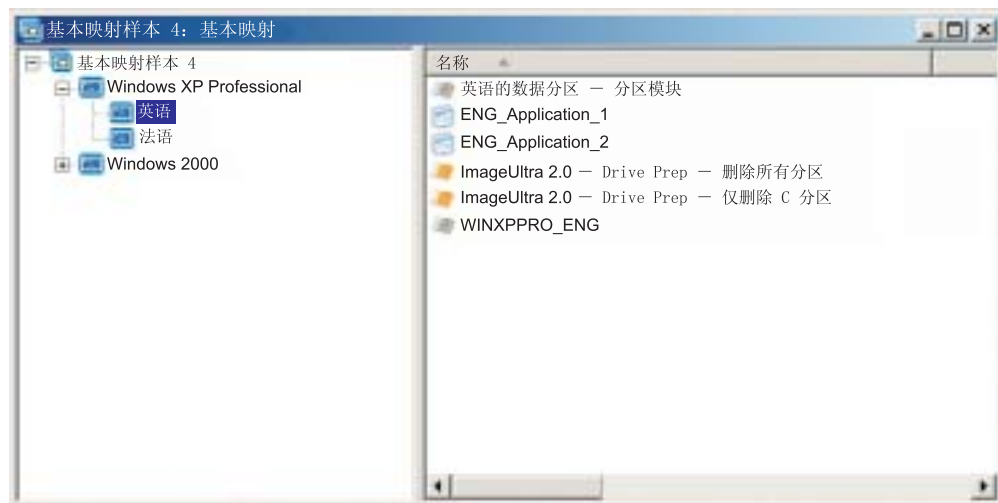 基本映射样本 4：基本映射
基本映射样本 4
Windows XP Professional
英语
法语
Windows 2000
名称
英语的数据分区 － 分区模块
ENG_Application_1
ENG_Application_2
ImageUltra 2.0 － Drive Prep － 删除所有分区
ImageUltra 2.0 － Drive Prep － 仅删除 C 分区
WINXPPRO_ENG